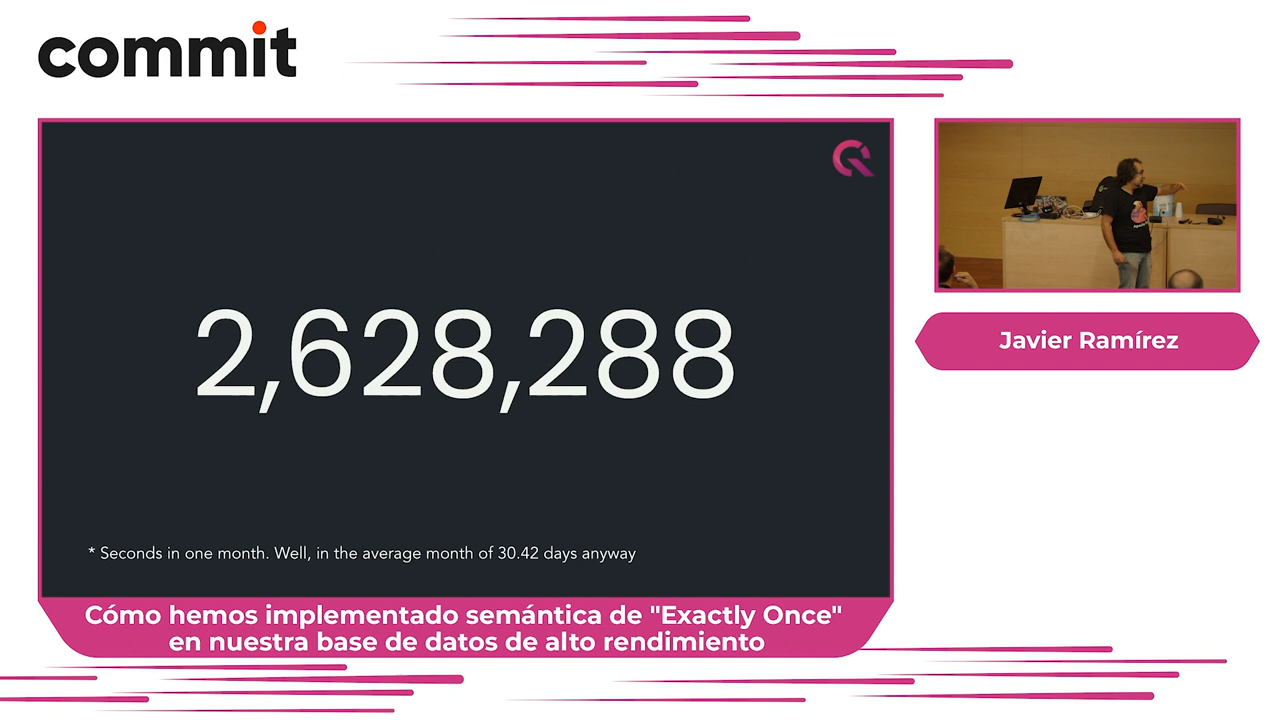 commit
2,628,288
* Seconds in one month. Well, in the average month of 30.42 days anyway
Javier Ramírez
Cómo hemos implementado semántica de "Exactly Once"
en nuestra base de datos de alto rendimiento